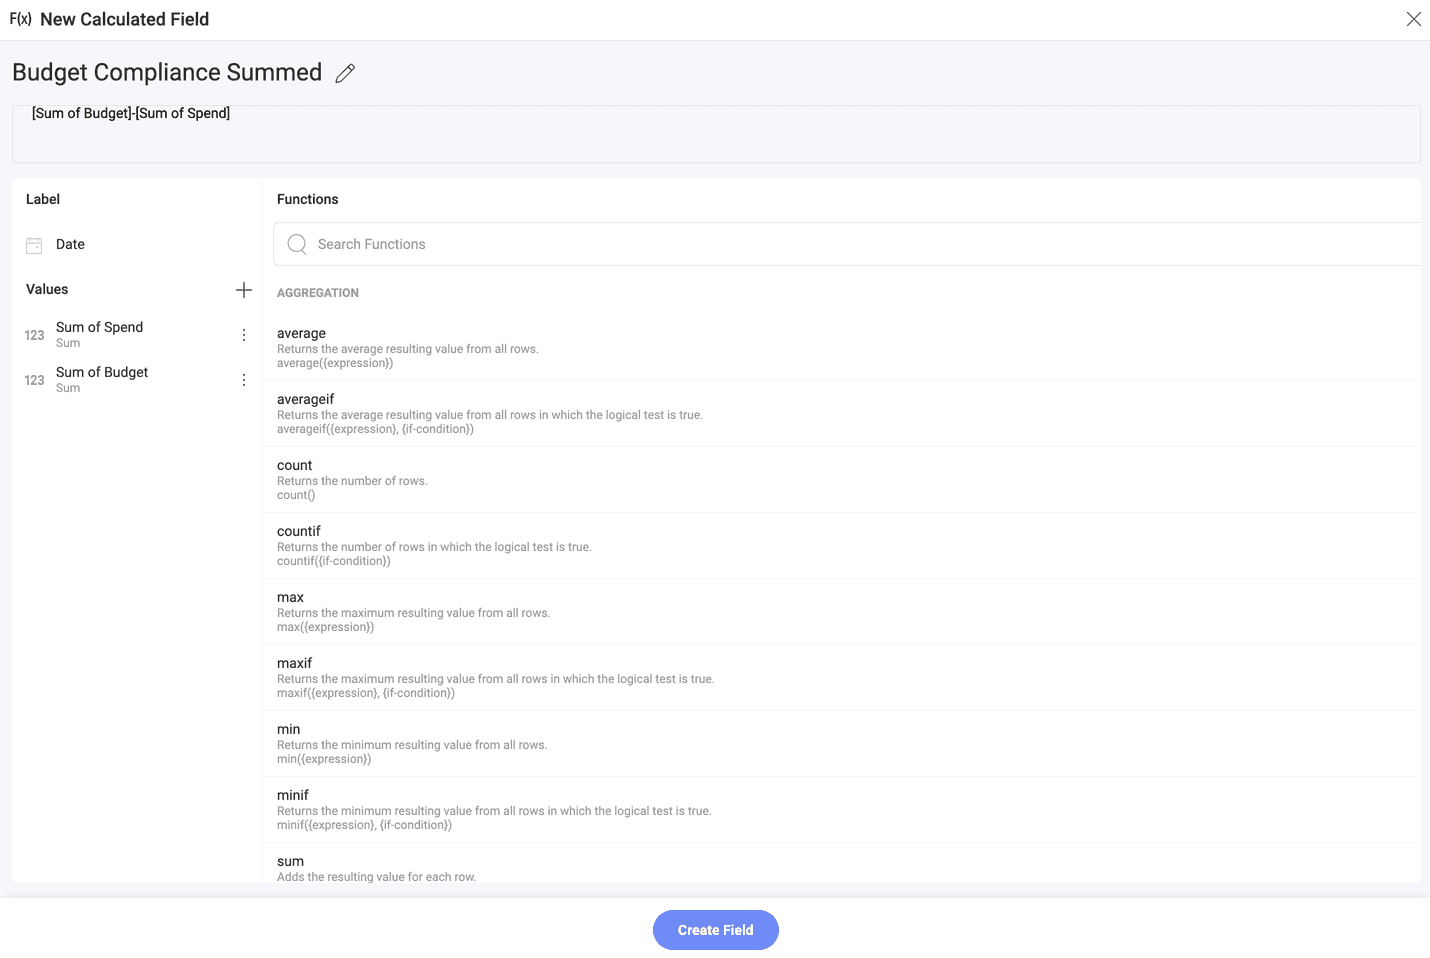 F(x) New Calculated Field
Budget Compliance Summed
[Sum of Budget]-[Sum of Spend]
Label
Date
Values
123 Sum of Spend
Sum
123 Sum of Budget
Sum
Functions
Search Functions
AGGREGATION
average
Returns the average resulting value from all rows.
average({expression})
averageif
Returns the average resulting value from all rows in which the logical test is true.
averageif({expression}, {if-condition})
count
Returns the number of rows.
count()
countif
Returns the number of rows in which the logical test is true.
countif({if-condition})
max
Returns the maximum resulting value from all rows.
max({expression})
maxif
Returns the maximum resulting value from all rows in which the logical test is true.
maxif({expression}, {if-condition})
min
Returns the minimum resulting value from all rows.
min({expression})
minif
Returns the minimum resulting value from all rows in which the logical test is true.
minif({expression}, {if-condition})
sum
Adds the resulting value for each row.
Create Field